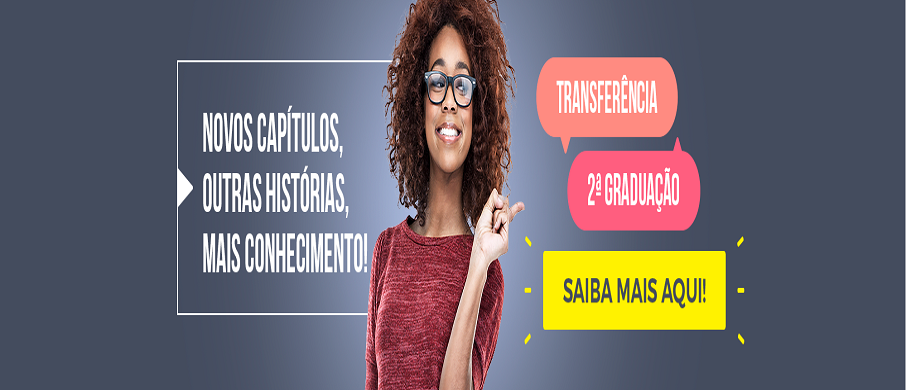 NOVOS CAPÍTULOS,
OUTRAS HISTÓRIAS,
MAIS CONHECIMENTO!
TRANSFERÊNCIA
2ª GRADUAÇÃO
SAIBA MAIS AQUI!